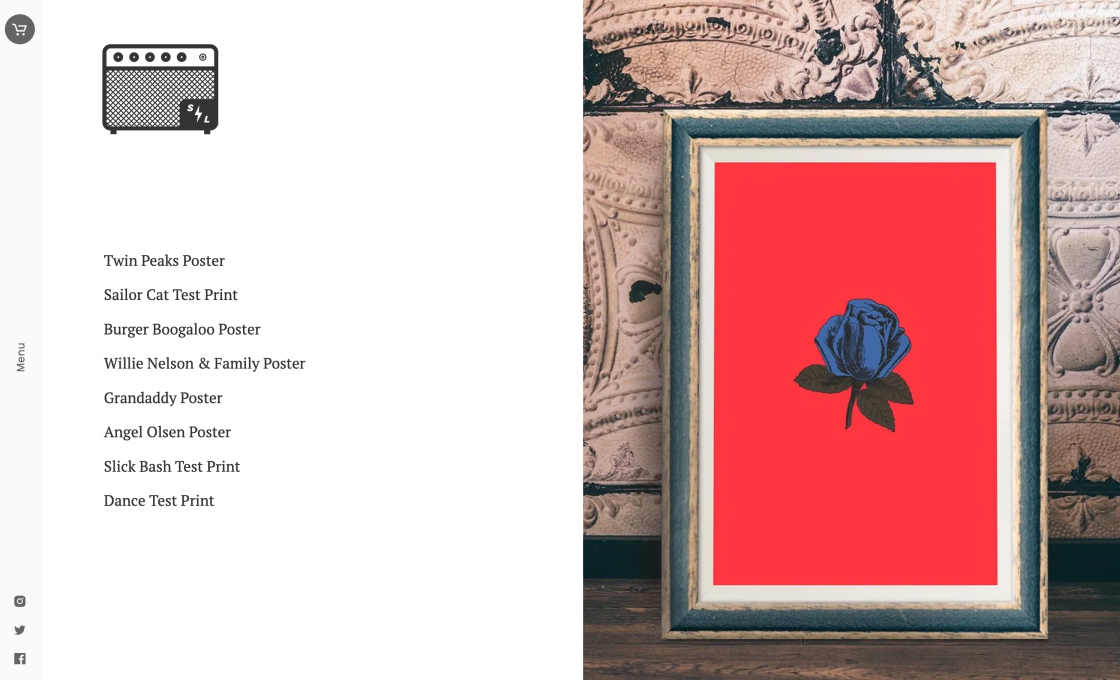 S L
Twin Peaks Poster
Sailor Cat Test Print
Burger Boogaloo Poster
Willie Nelson & Family Poster
Menu
Grandaddy Poster
Angel Olsen Poster
Slick Bash Test Print
Dance Test Print